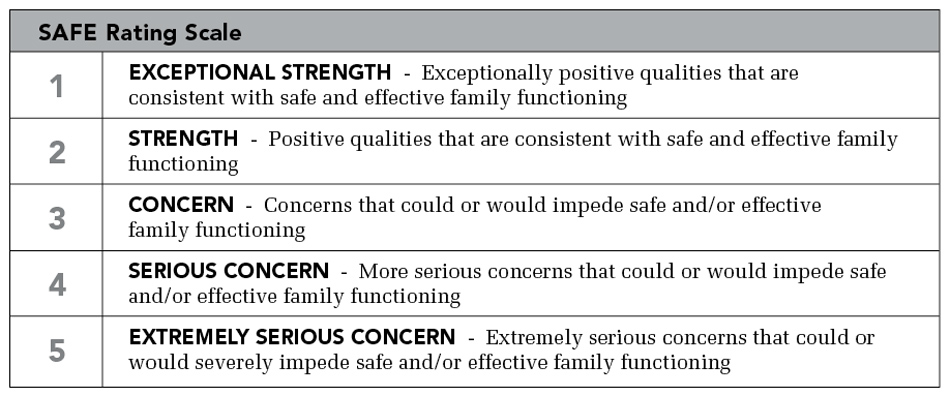 SAFE Rating Scale
1
EXCEPTIONAL STRENGTH - Exceptionally positive qualities that are
consistent with safe and effective family functioning
2
STRENGTH - Positive qualities that are consistent with safe and effective family
functioning
3
CONCERN - Concerns that could or would impede safe and/or effective
family functioning
4
SERIOUS CONCERN - More serious concerns that could or would impede safe
and/or effective family functioning
5
EXTREMELY SERIOUS CONCERN - Extremely serious concerns that could or
would severely impede safe and/or effective family functioning